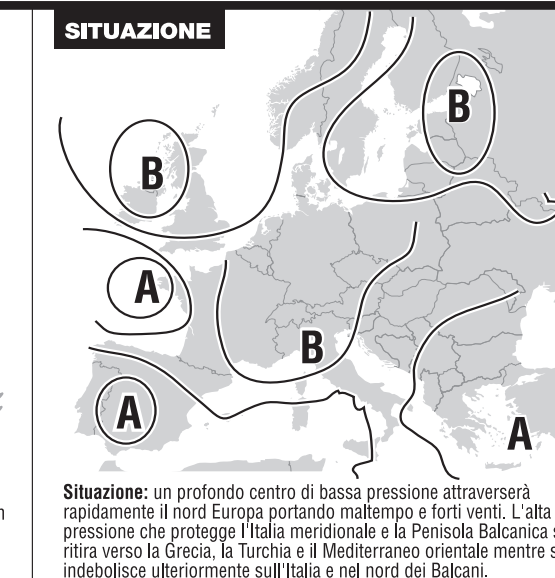 SITUAZIONE
B
B
A
B
A
A
Situazione: un profondo centro di bassa pressione attraverserà
rapidamente il nord Europa portando maltempo e forti venti. L'alta
pressione che protegge l'Italia meridionale e la Penisola Balcanica
ritira verso la Grecia, la Turchia e il Mediterraneo orientale mentre
indebolisce ulteriormente sull'Italia e nel nord dei Balcani.